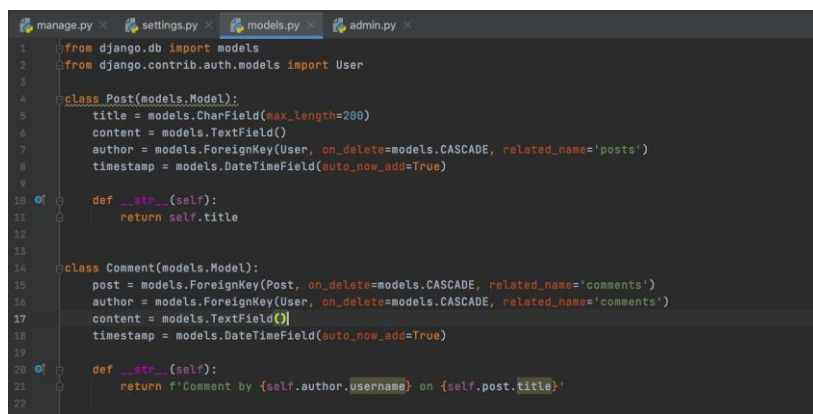 manage.py × settings.py × models.py × admin.py ×
1 from django.db import models
2 from django.contrib.auth.models import User
3
4 class Post(models.Model):
5     title = models.CharField(max_length=200)
6     content = models.TextField()
7     author = models.ForeignKey(User, on_delete=models.CASCADE, related_name='posts')
8     timestamp = models.DateTimeField(auto_now_add=True)
9
10     def __str__(self):
11         return self.title
12
13
14 class Comment(models.Model):
15     post = models.ForeignKey(Post, on_delete=models.CASCADE, related_name='comments')
16     author = models.ForeignKey(User, on_delete=models.CASCADE, related_name='comments')
17     content = models.TextField()
18     timestamp = models.DateTimeField(auto_now_add=True)
19
20     def __str__(self):
21         return f'Comment by {self.author.username} on {self.post.title}'
22